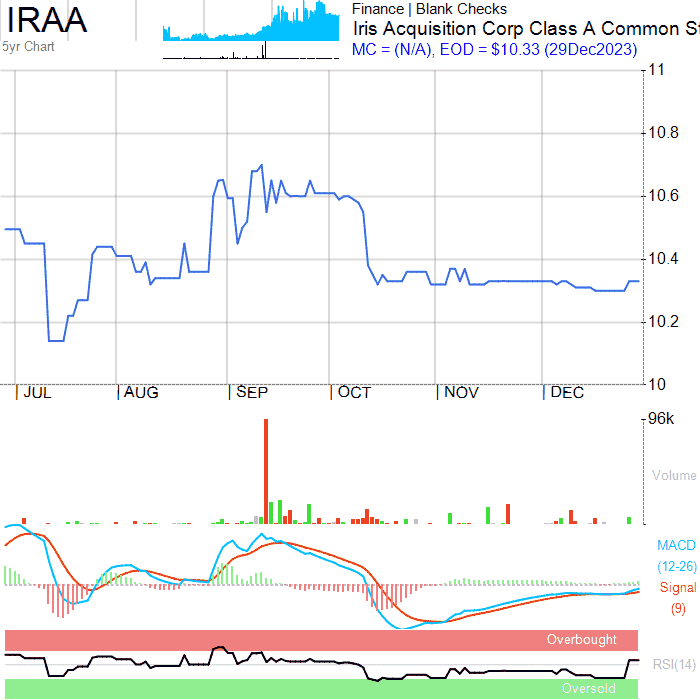 IRAA
5yr Chart
Finance | Blank Checks
Iris Acquisition Corp Class A Common St
MC = (N/A), EOD = $10.33 (29Dec2023)
11
10.8
10.6
10.4
10.2
10
JUL AUG SEP OCT NOV DEC
96k
Volume
MACD
(12-26)
Signal
(9)
Overbought
RSI(14)
Oversold